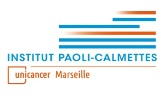 INSTITUT PAOLI-CALMETTES
unicancer Marseille